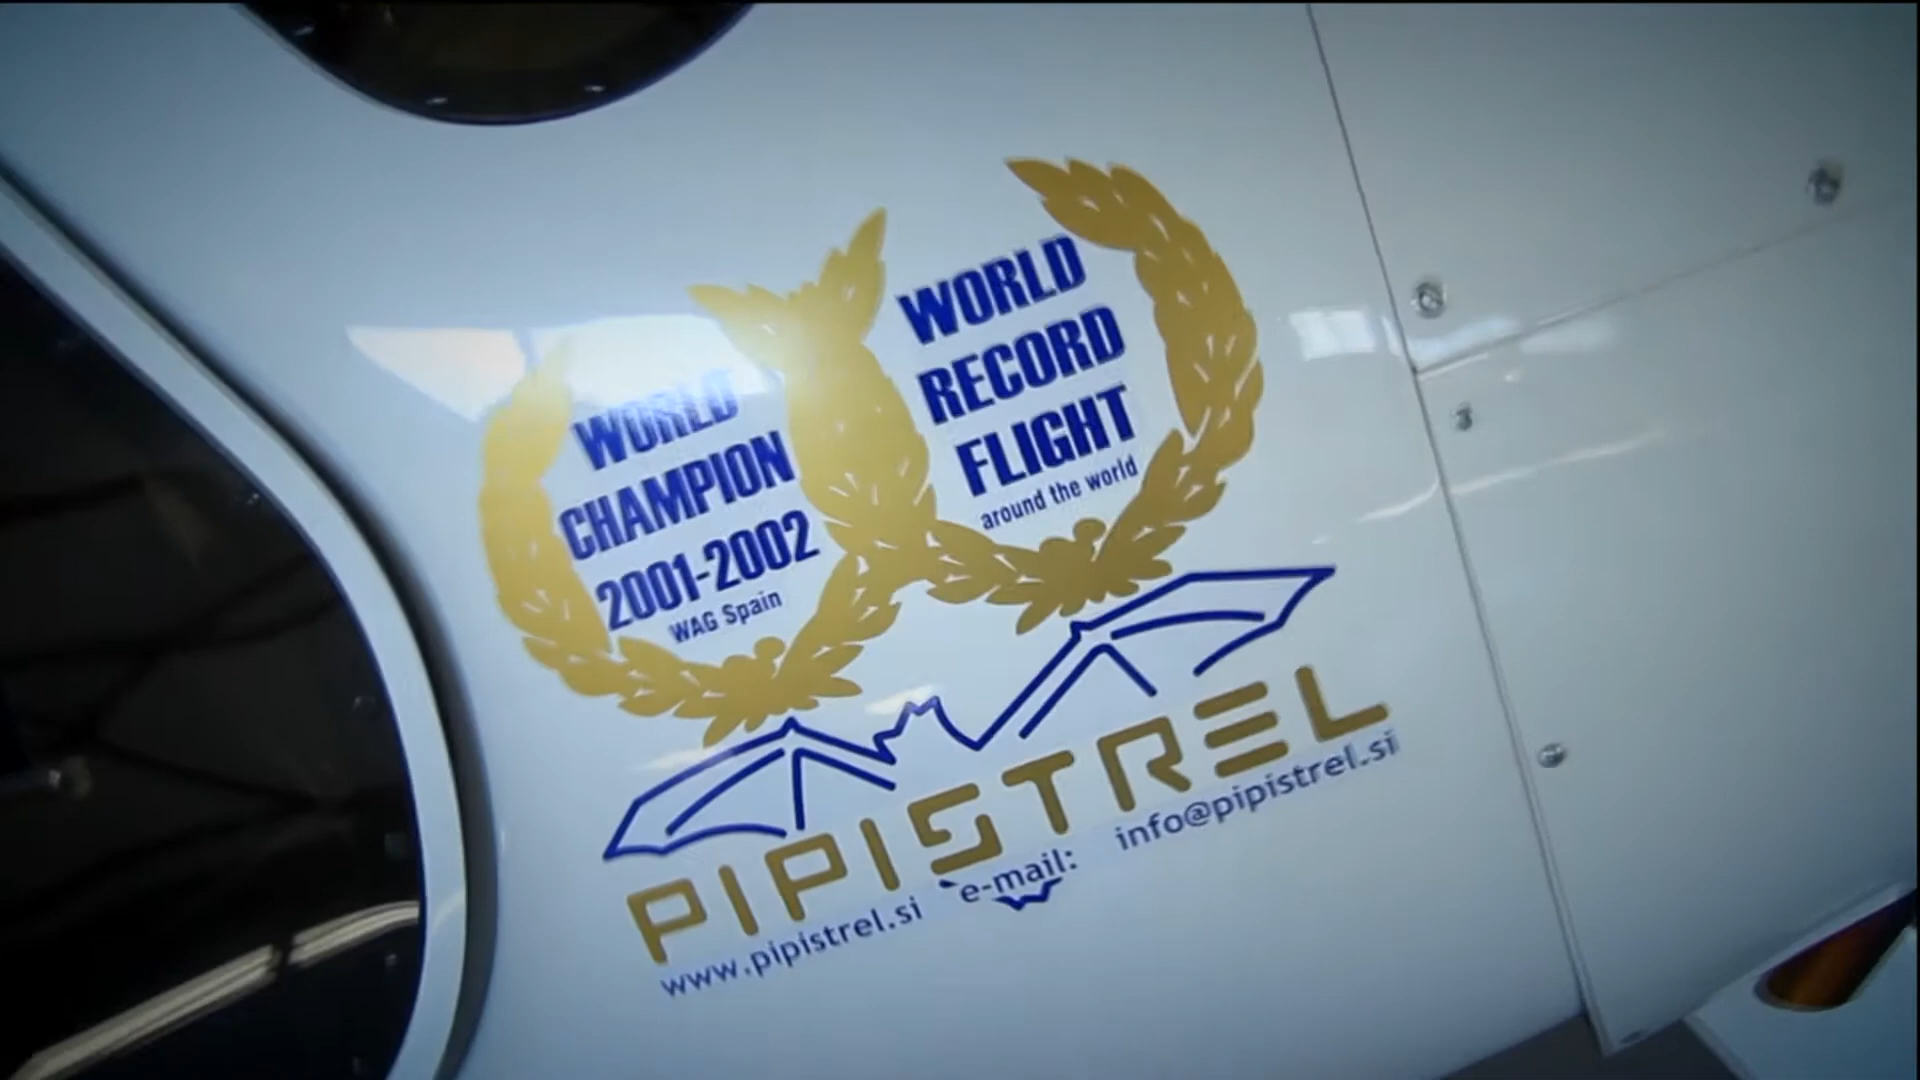 WORLD
CHAMPION
2001-2002
WAG Spain
WORLD
RECORD
FLIGHT
around the world
PIPISTREL
www.pipistrel.si e-mail: info@pipistrel.si